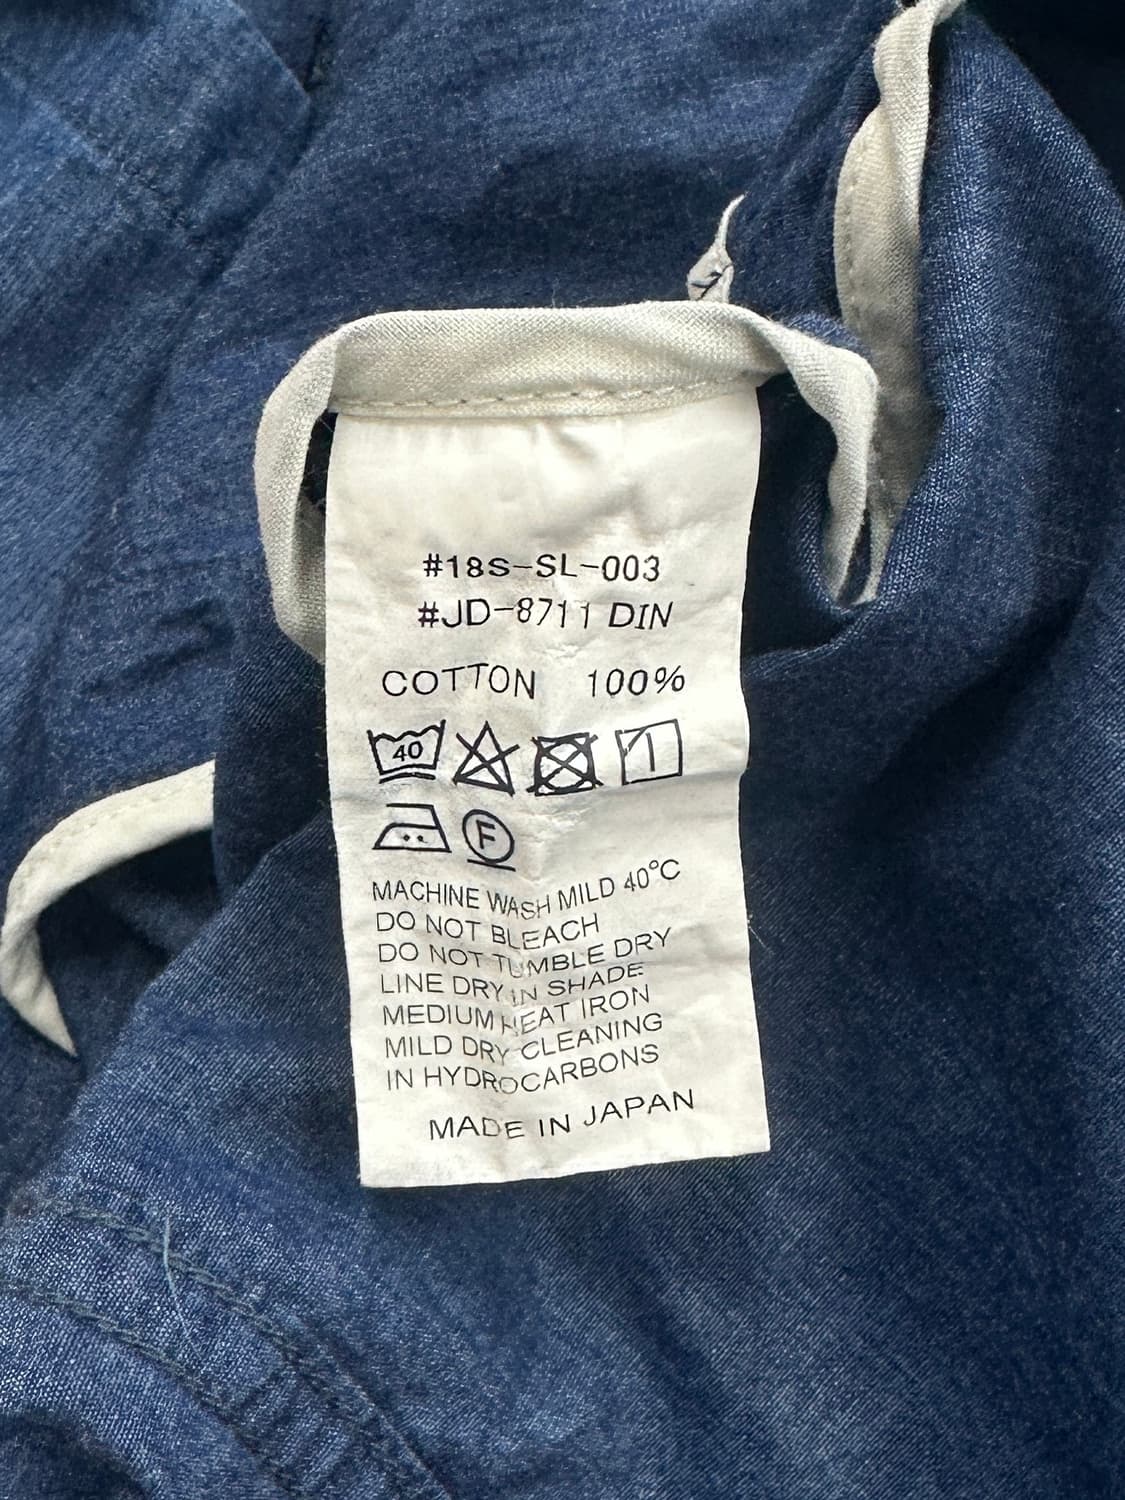 #18S-SL-003
#JD-8711 DIN
COTTON 100%
40
F
MACHINE WASH MILD 40°C
DO NOT BLEACH
DO NOT TUMBLE DRY
LINE DRY IN SHADE
MEDIUM HEAT IRON
MILD DRY CLEANING
IN HYDROCARBONS
MADE IN JAPAN